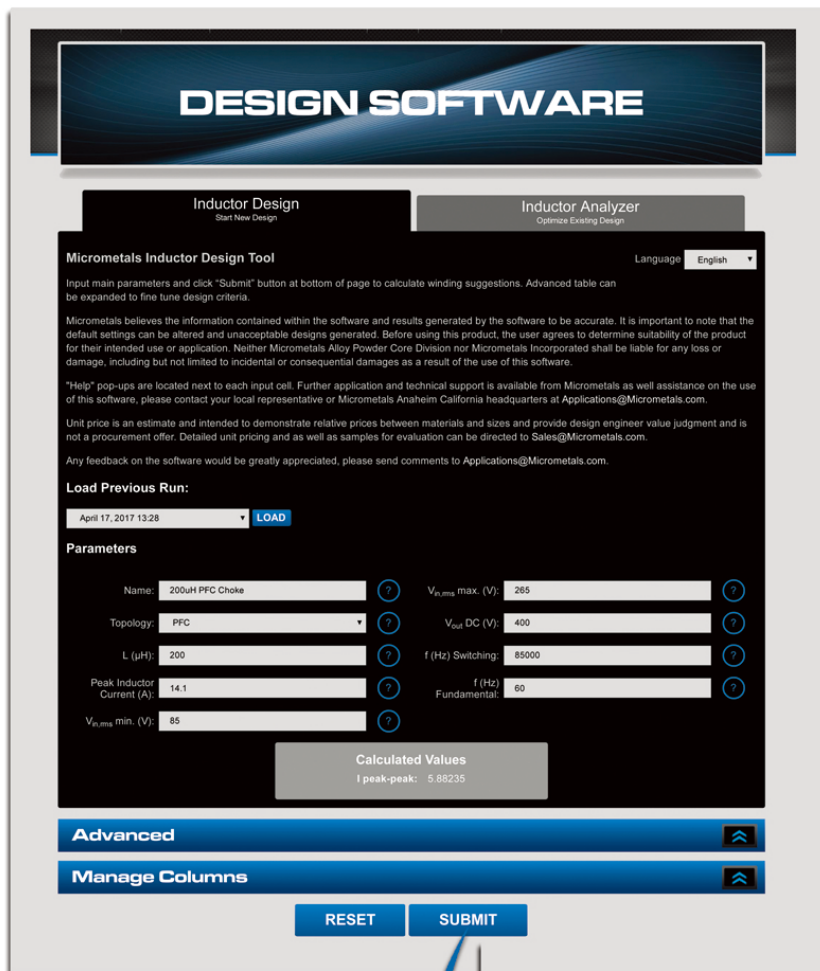 DESIGN SOFTWARE
Inductor Design
Start New Design
Inductor Analyzer
Optimize Existing Design
Micrometals Inductor Design Tool
Language English
Input main parameters and click “Submit” button at bottom of page to calculate winding suggestions. Advanced table can
be expanded to fine tune design criteria.
Micrometals believes the information contained within the software and results generated by the software to be accurate. It is important to note that the
default settings can be altered and unacceptable designs generated. Before using this product, the user agrees to determine suitability of the product
for their intended use or application. Neither Micrometals Alloy Powder Core Division nor Micrometals Incorporated shall be liable for any loss or
damage, including but not limited to incidental or consequential damages as a result of the use of this software.
"Help" pop-ups are located next to each input cell. Further application and technical support is available from Micrometals as well assistance on the use
of this software, please contact your local representative or Micrometals Anaheim California headquarters at Applications@Micrometals.com.
Unit price is an estimate and intended to demonstrate relative prices between materials and sizes and provide design engineer value judgment and is
not a procurement offer. Detailed unit pricing and as well as samples for evaluation can be directed to Sales@Micrometals.com.
Any feedback on the software would be greatly appreciated, please send comments to Applications@Micrometals.com.
Load Previous Run:
April 17, 2017 13:28 LOAD
Parameters
Name: 200uH PFC Choke ?
Topology: PFC ?
L (µH): 200 ?
Peak Inductor
Current (A): 14.1 ?
Vin,rms min. (V): 85 ?
Vin,rms max. (V): 265 ?
Vout DC (V): 400 ?
f (Hz) Switching: 85000 ?
f (Hz)
Fundamental: 60 ?
Calculated Values
I peak-peak: 5.88235
Advanced
Manage Columns
RESET SUBMIT